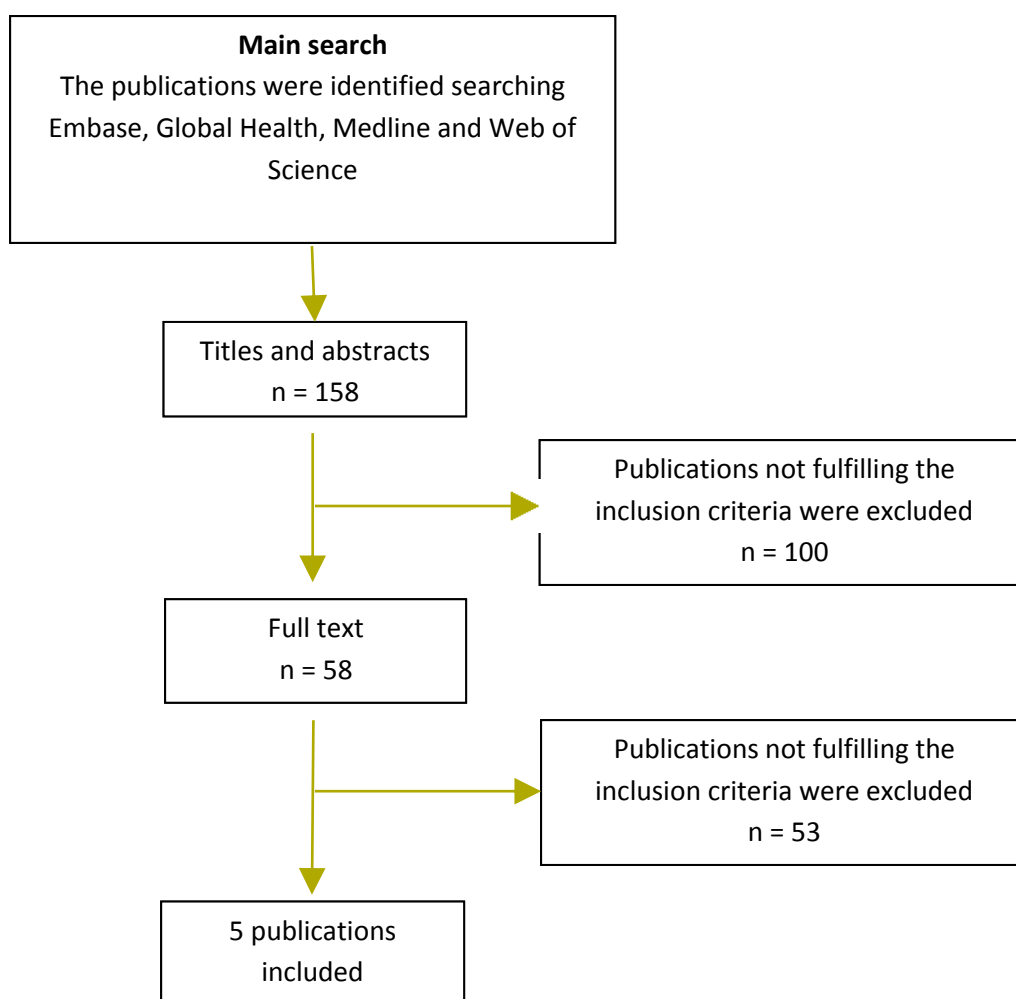 Main search
The publications were identified searching
Embase, Global Health, Medline and Web of
Science
Titles and abstracts
n = 158
Publications not fulfilling the
inclusion criteria were excluded
n = 100
Full text
n = 58
Publications not fulfilling the
inclusion criteria were excluded
n = 53
5 publications
included